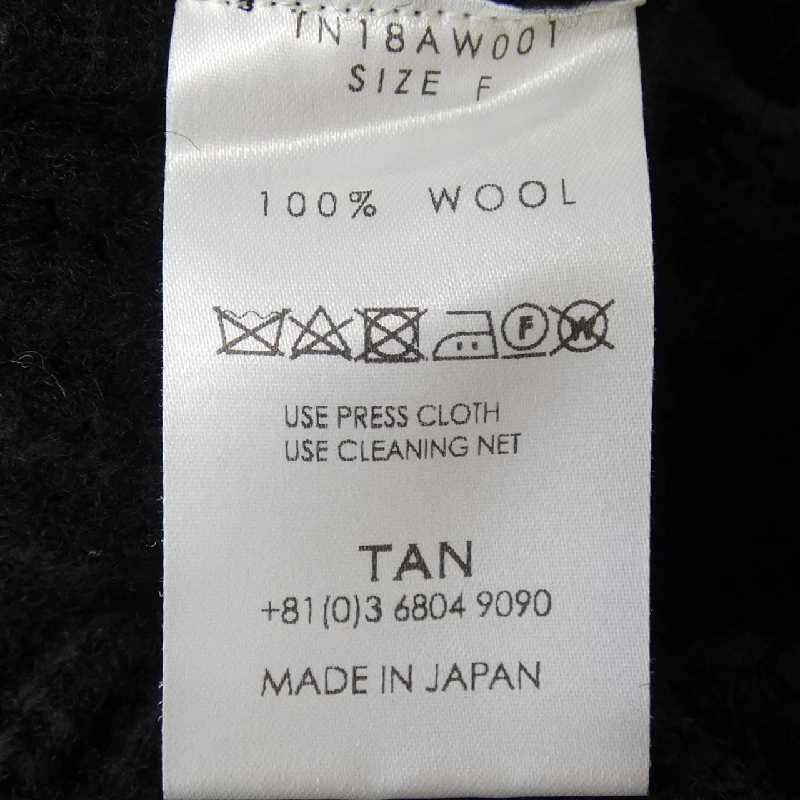 TN18AW001
SIZE F
100% WOOL
F W
USE PRESS CLOTH
USE CLEANING NET
TAN
+81(0)3 6804 9090
MADE IN JAPAN